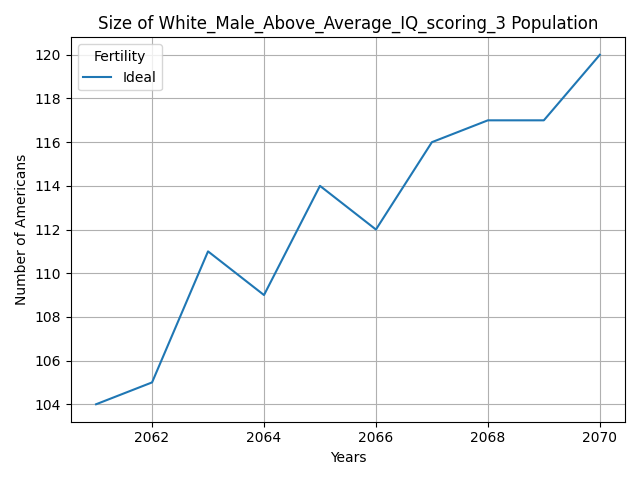 Size of White_Male_Above_Average_IQ_scoring_3 Population
Fertility
Ideal
Number of Americans
120
118
116
114
112
110
108
106
104
2062 2064 2066 2068 2070
Years